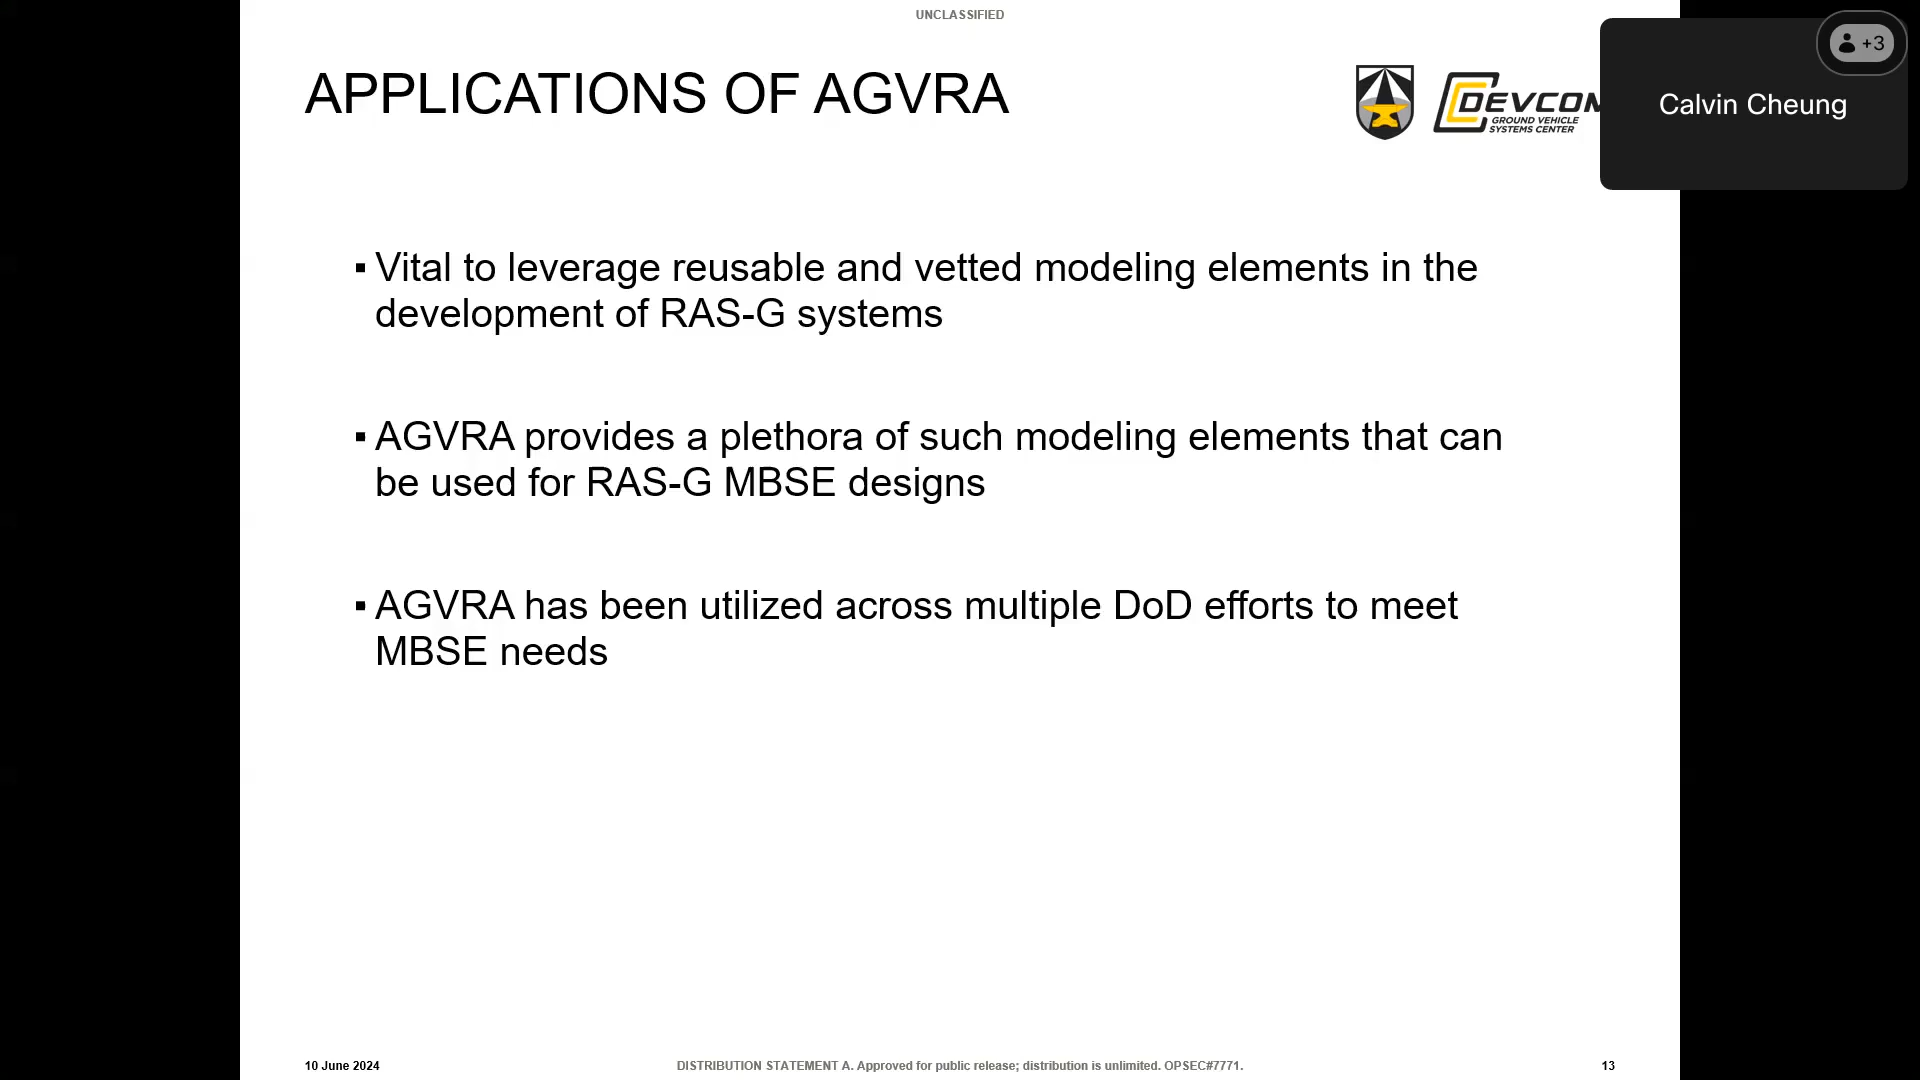 UNCLASSIFIED
APPLICATIONS OF AGVRA
DEVCOM
GROUND VEHICLE
SYSTEMS CENTER
+3
Calvin Cheung
▪ Vital to leverage reusable and vetted modeling elements in the
development of RAS-G systems
▪ AGVRA provides a plethora of such modeling elements that can
be used for RAS-G MBSE designs
▪ AGVRA has been utilized across multiple DoD efforts to meet
MBSE needs
10 June 2024
DISTRIBUTION STATEMENT A. Approved for public release; distribution is unlimited. OPSEC#7771.
13